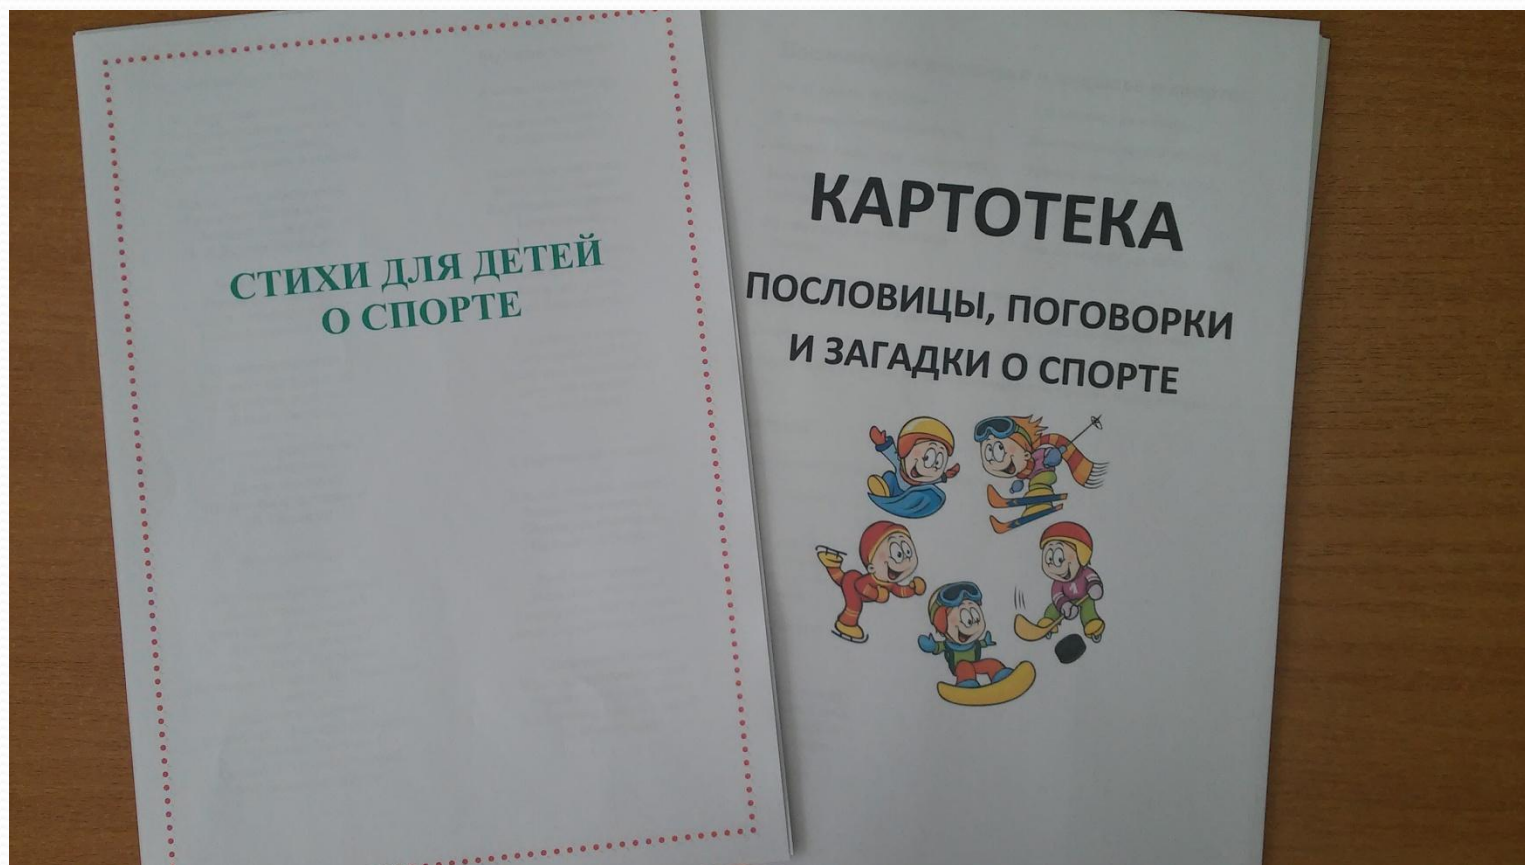 СТИХИ ДЛЯ ДЕТЕЙ
О СПОРТЕ
КАРТОТЕКА
ПОСЛОВИЦЫ, ПОГОВОРКИ
И ЗАГАДКИ О СПОРТЕ